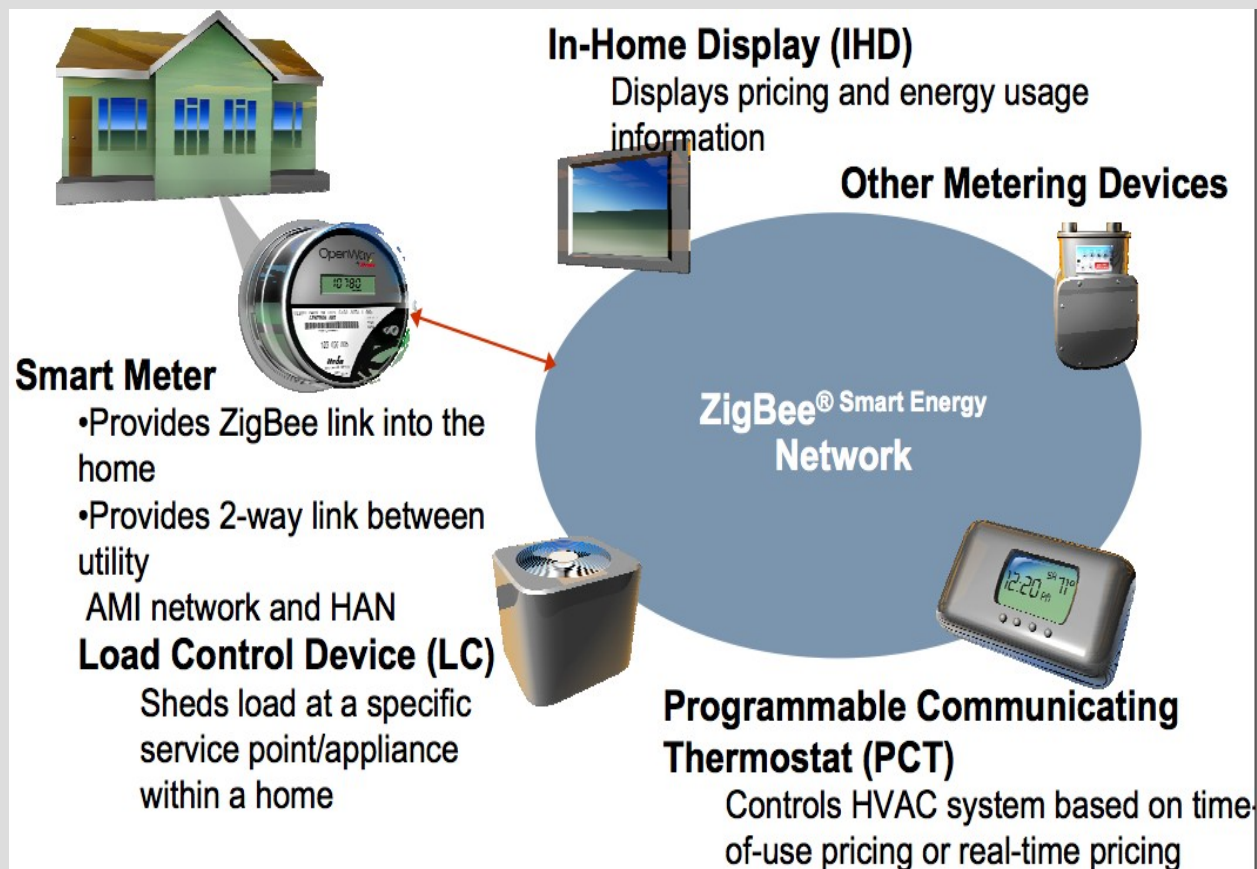 In-Home Display (IHD)
Displays pricing and energy usage
information
Other Metering Devices
OpenWay
10780
Smart Meter
•Provides ZigBee link into the
home
•Provides 2-way link between
utility
AMI network and HAN
ZigBee® Smart Energy
Network
12:20 PM
71°
Load Control Device (LC)
Sheds load at a specific
service point/appliance
within a home
Programmable Communicating
Thermostat (PCT)
Controls HVAC system based on time-
of-use pricing or real-time pricing